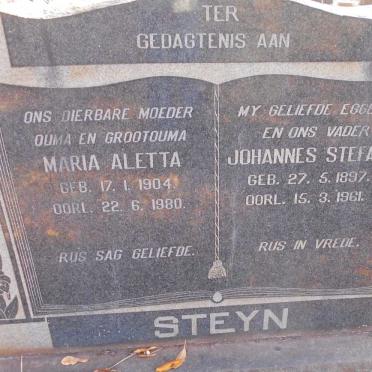 TER
GEDAGTENIS AAN
ONS DIERBARE MOEDER
OUMA EN GROOTOUMA
MARIA ALETTA
GEB. 17. 1. 1904.
OORL. 22. 6. 1980.
RUS SAG GELIEFDE.
MY GELIEFDE
EN ONS VADER
JOHANNES
GEB. 27. 5. 1897.
OORL. 15. 3. 1961.
RUS IN VREDE.
STEYN